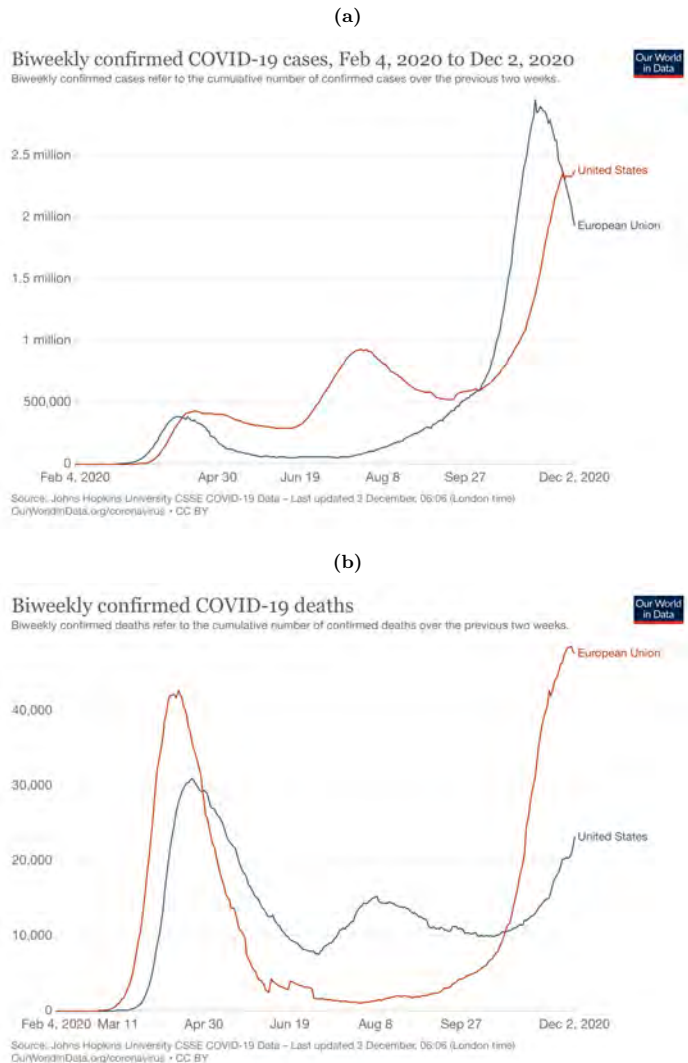 (a)
Biweekly confirmed COVID-19 cases, Feb 4, 2020 to Dec 2, 2020
Our World
in Data
Biweekly confirmed cases refer to the cumulative number of confirmed cases over the previous two weeks.
2.5 million
United States
2 million
European Union
1.5 million
1 million
500,000
0
Feb 4, 2020 Apr 30 Jun 19 Aug 8 Sep 27 Dec 2, 2020
Source: Johns Hopkins University CSSE COVID-19 Data – Last updated 3 December, 06:06 (London time)
OurWorldInData.org/coronavirus • CC BY
(b)
Biweekly confirmed COVID-19 deaths
Our World
in Data
Biweekly confirmed deaths refer to the cumulative number of confirmed deaths over the previous two weeks.
European Union
40,000
30,000
United States
20,000
10,000
0
Feb 4, 2020 Mar 11 Apr 30 Jun 19 Aug 8 Sep 27 Dec 2, 2020
Source: Johns Hopkins University CSSE COVID-19 Data – Last updated 3 December, 06:06 (London time)
OurWorldInData.org/coronavirus • CC BY